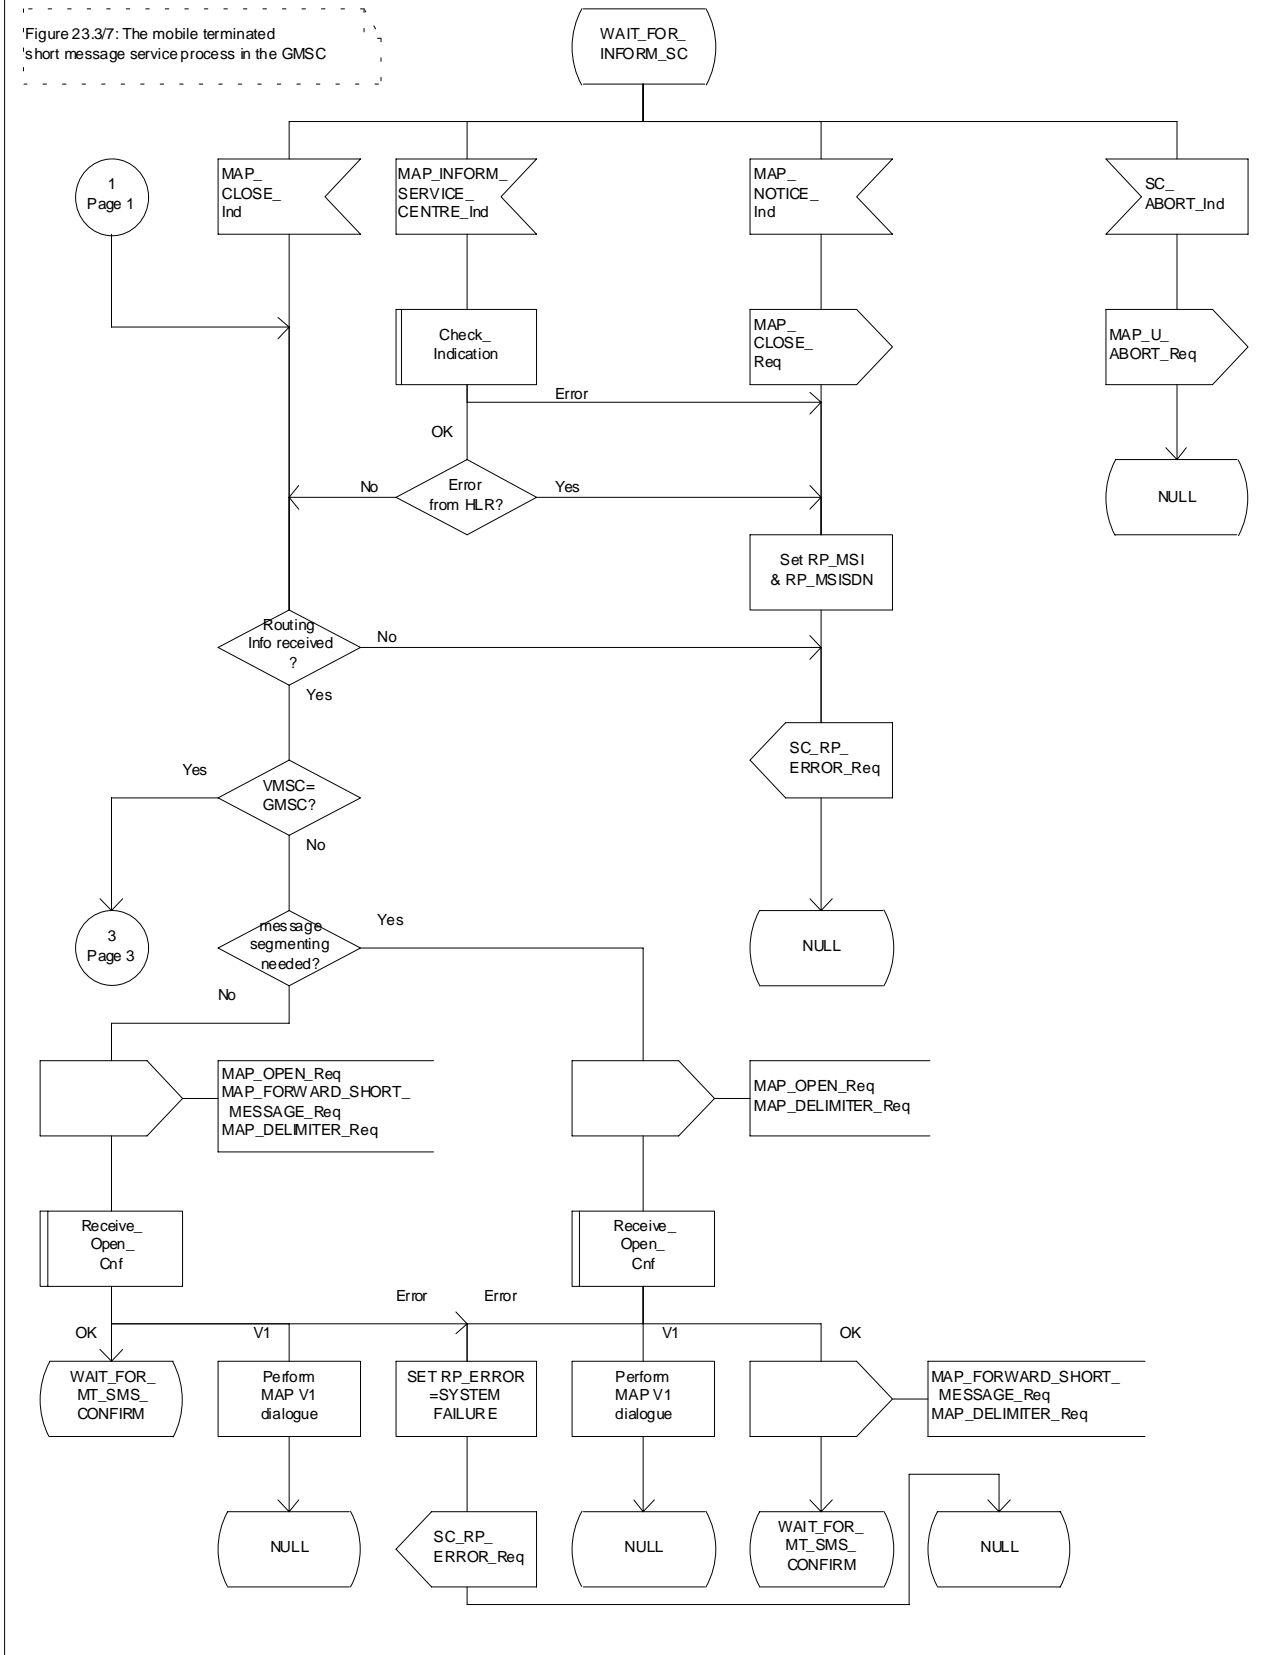 Figure 23.3/7: The mobile terminated
short message service process in the GMSC
WAIT_FOR_
INFORM_SC
1
Page 1
MAP_
CLOSE_
Ind
MAP_INFORM_
SERVICE_
CENTRE_Ind
MAP_
NOTICE_
Ind
SC_
ABORT_Ind
Check_
Indication
MAP_
CLOSE_
Req
MAP_U_
ABORT_Req
Error
OK
No
Error
from HLR?
Yes
NULL
Set RP_MSI
& RP_MSISDN
Routing
Info received
?
No
Yes
SC_RP_
ERROR_Req
Yes
VMSC=
GMSC?
No
3
Page 3
message
segmenting
needed?
Yes
NULL
No
MAP_OPEN_Req
MAP_FORWARD_SHORT_
MESSAGE_Req
MAP_DELIMITER_Req
MAP_OPEN_Req
MAP_DELIMITER_Req
Receive_
Open_
Cnf
Receive_
Open_
Cnf
Error
Error
OK
V1
V1
OK
WAIT_FOR_
MT_SMS_
CONFIRM
Perform
MAP V1
dialogue
SET RP_ERROR
=SYSTEM
FAILURE
Perform
MAP V1
dialogue
MAP_FORWARD_SHORT_
MESSAGE_Req
MAP_DELIMITER_Req
NULL
SC_RP_
ERROR_Req
NULL
WAIT_FOR_
MT_SMS_
CONFIRM
NULL